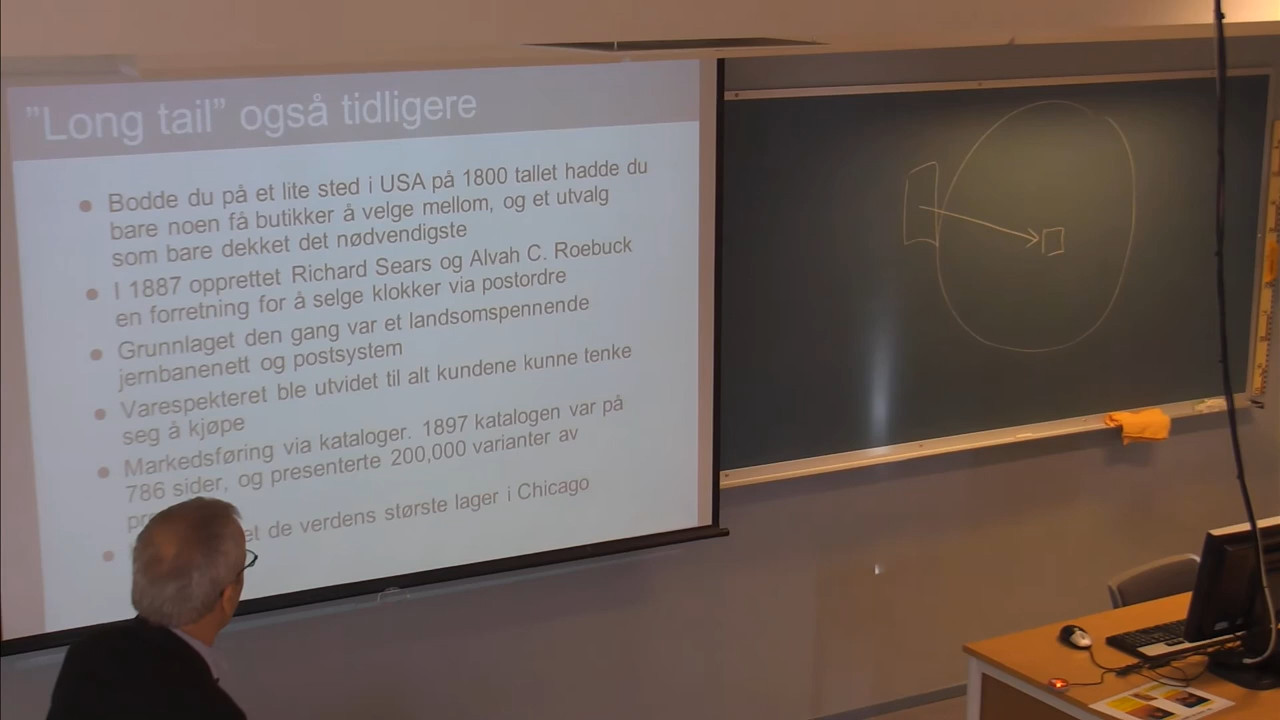 ”Long tail” også tidligere
Bodde du på et lite sted i USA på 1800 tallet hadde du
bare noen få butikker å velge mellom, og et utvalg
som bare dekket det nødvendigste
I 1887 opprettet Richard Sears og Alvah C. Roebuck
en forretning for å selge klokker via postordre
Grunnlaget den gang var et landsomspennende
jernbanenett og postsystem
Varespekteret ble utvidet til alt kundene kunne tenke
seg å kjøpe
Markedsføring via kataloger. 1897 katalogen var på
786 sider, og presenterte 200,000 varianter av
de verdens største lager i Chicago